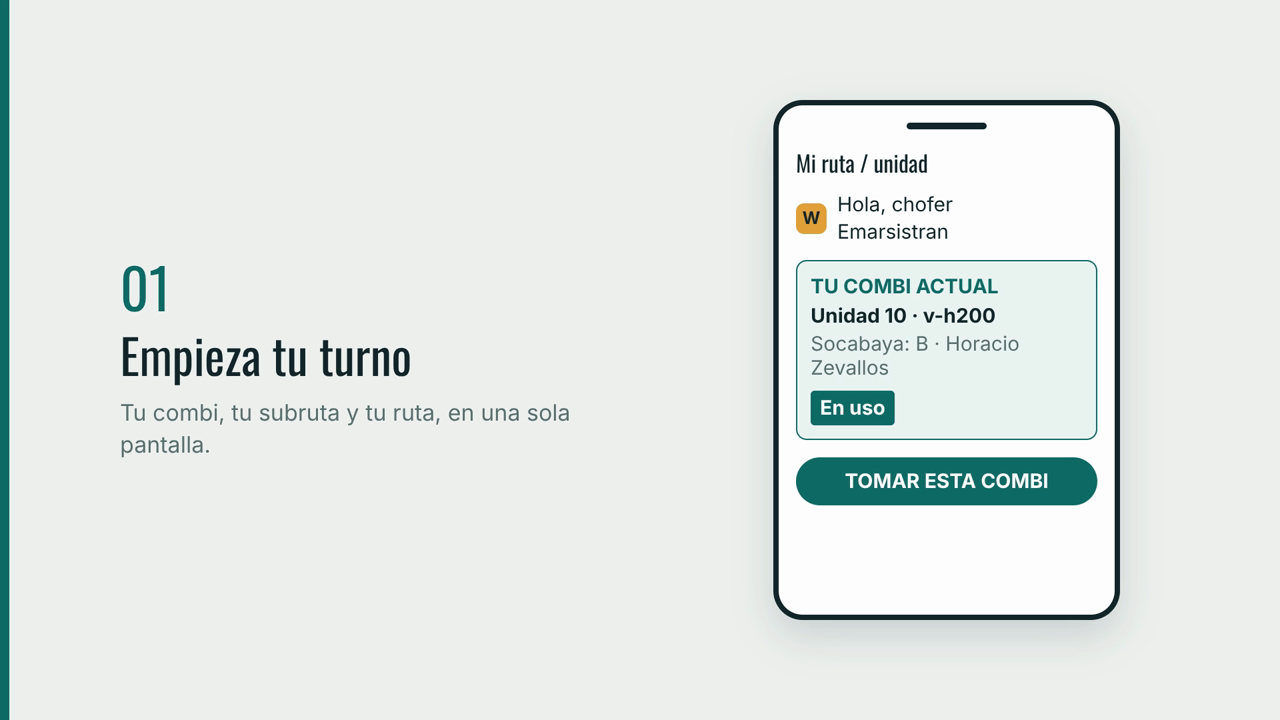 01
Empieza tu turno
Tu combi, tu subruta y tu ruta, en una sola
pantalla.
Mi ruta / unidad
W
Hola, chofer
Emarsistran
TU COMBI ACTUAL
Unidad 10 · v-h200
Socabaya: B · Horacio
Zevallos
En uso
TOMAR ESTA COMBI